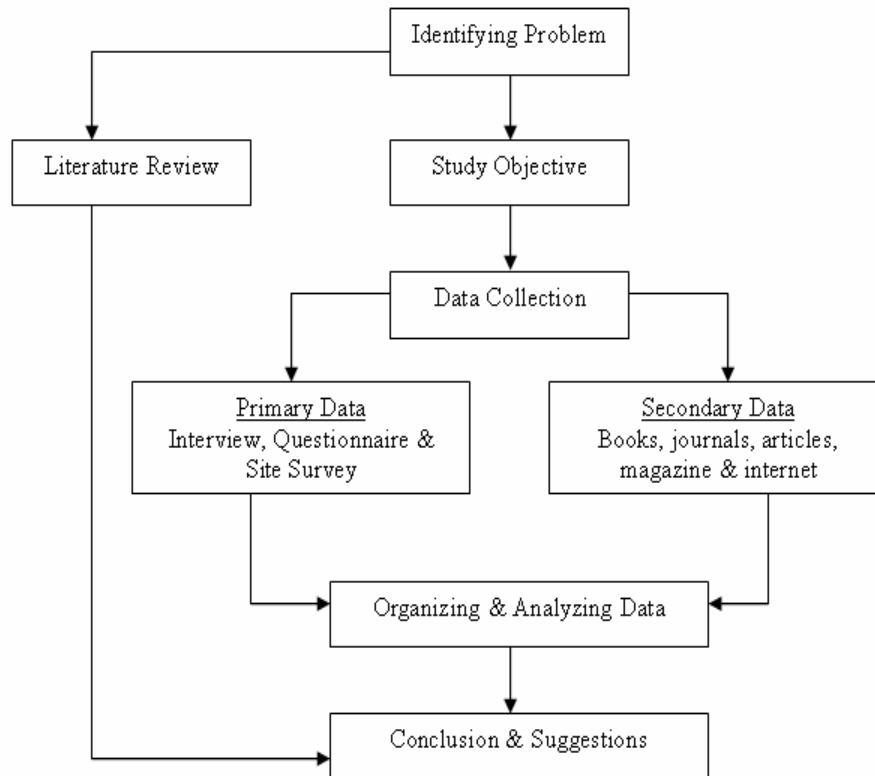 Identifying Problem
Literature Review
Study Objective
Data Collection
Primary Data
Interview, Questionnaire &
Site Survey
Secondary Data
Books, journals, articles,
magazine & internet
Organizing & Analyzing Data
Conclusion & Suggestions